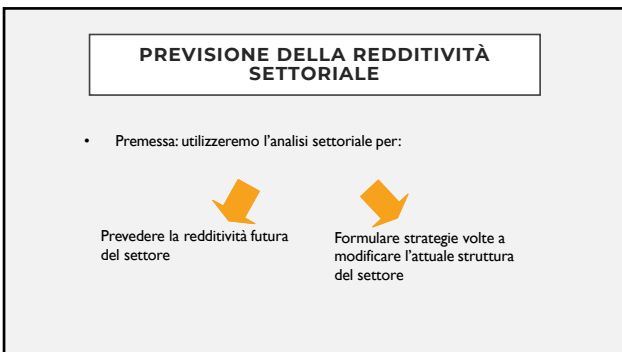 PREVISIONE DELLA REDDITIVITÀ
SETTORIALE
• Premessa: utilizzeremo l’analisi settoriale per:
Prevedere la redditività futura
del settore
Formulare strategie volte a
modificare l’attuale struttura
del settore